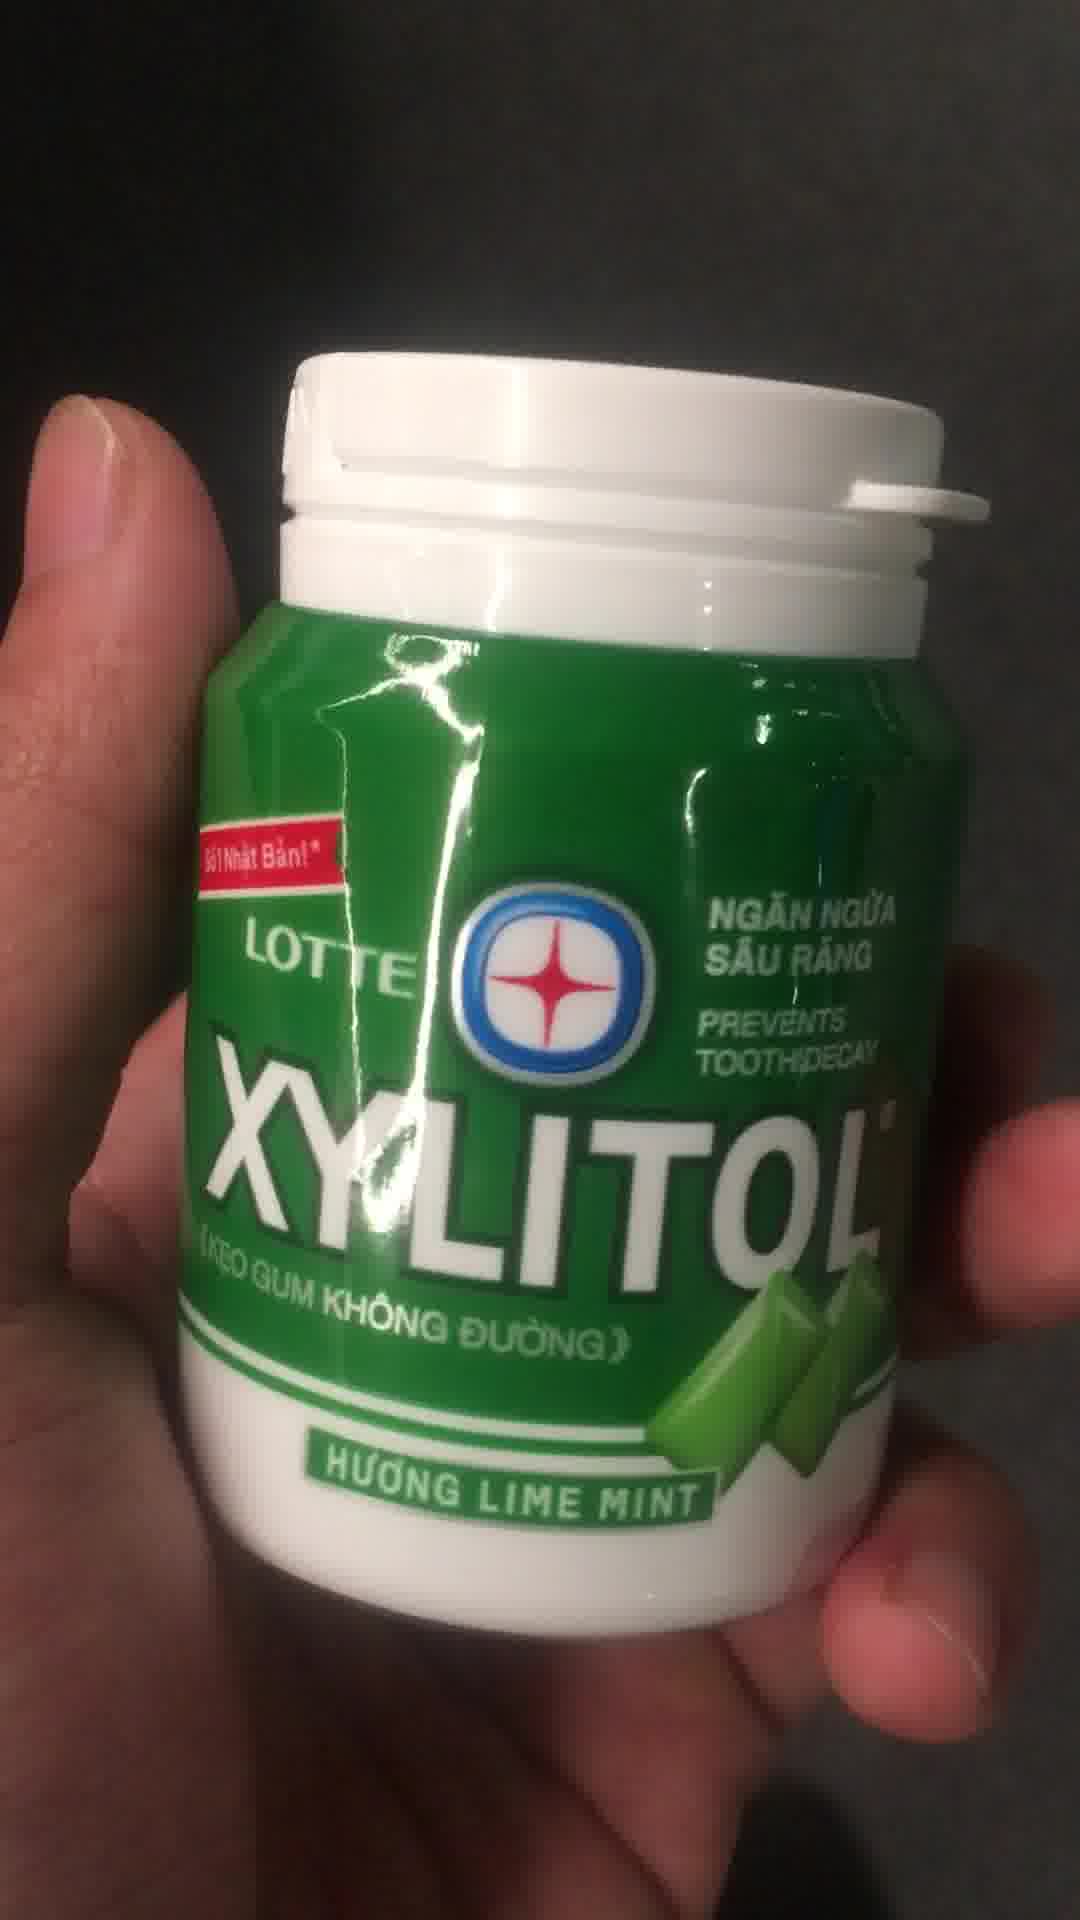 Số 1 Nhật Bản!*
LOTTE
NGĂN NGỪA
SÂU RĂNG
PREVENTS
TOOTH DECAY
XYLITOL
(KẸO GUM KHÔNG ĐƯỜNG)
HƯƠNG LIME MINT